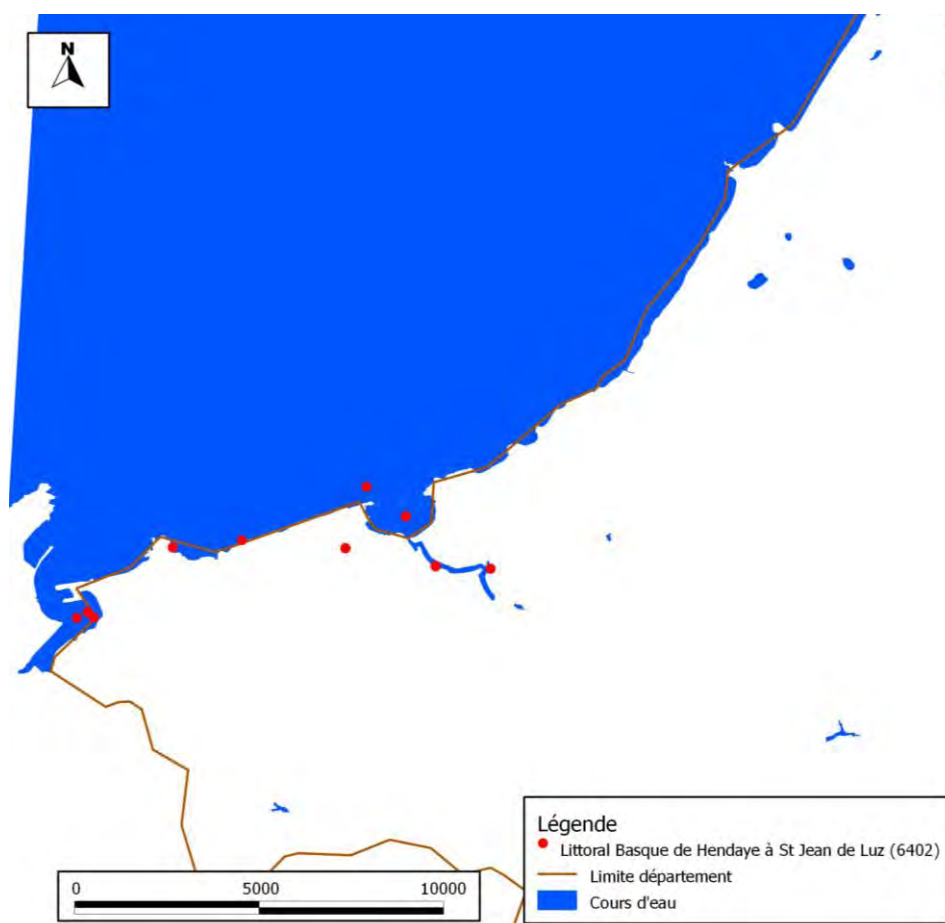 N
Légende
Littoral Basque de Hendaye à St Jean de Luz (6402)
Limite département
Cours d'eau
0 5000 10000